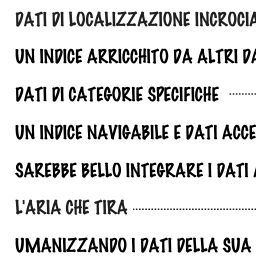 DATI DI LOCALIZZAZIONE INCROCIA
UN INDICE ARRICCHITO DA ALTRI DA
DATI DI CATEGORIE SPECIFICHE
UN INDICE NAVIGABILE E DATI ACCE
SAREBBE BELLO INTEGRARE I DATI
L'ARIA CHE TIRA
UMANIZZANDO I DATI DELLA SUA